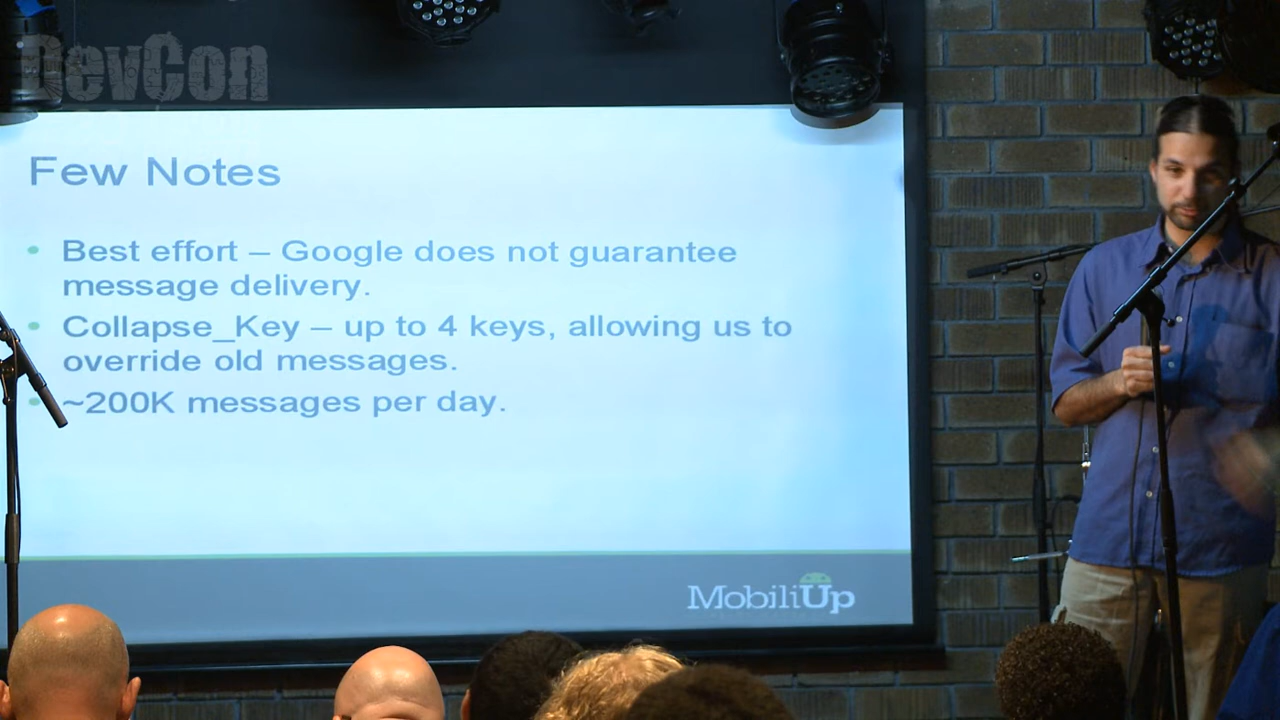 DevCon
Few Notes
• Best effort – Google does not guarantee
message delivery.
• Collapse_Key – up to 4 keys, allowing us to
override old messages.
• ~200K messages per day.
MobiliUp